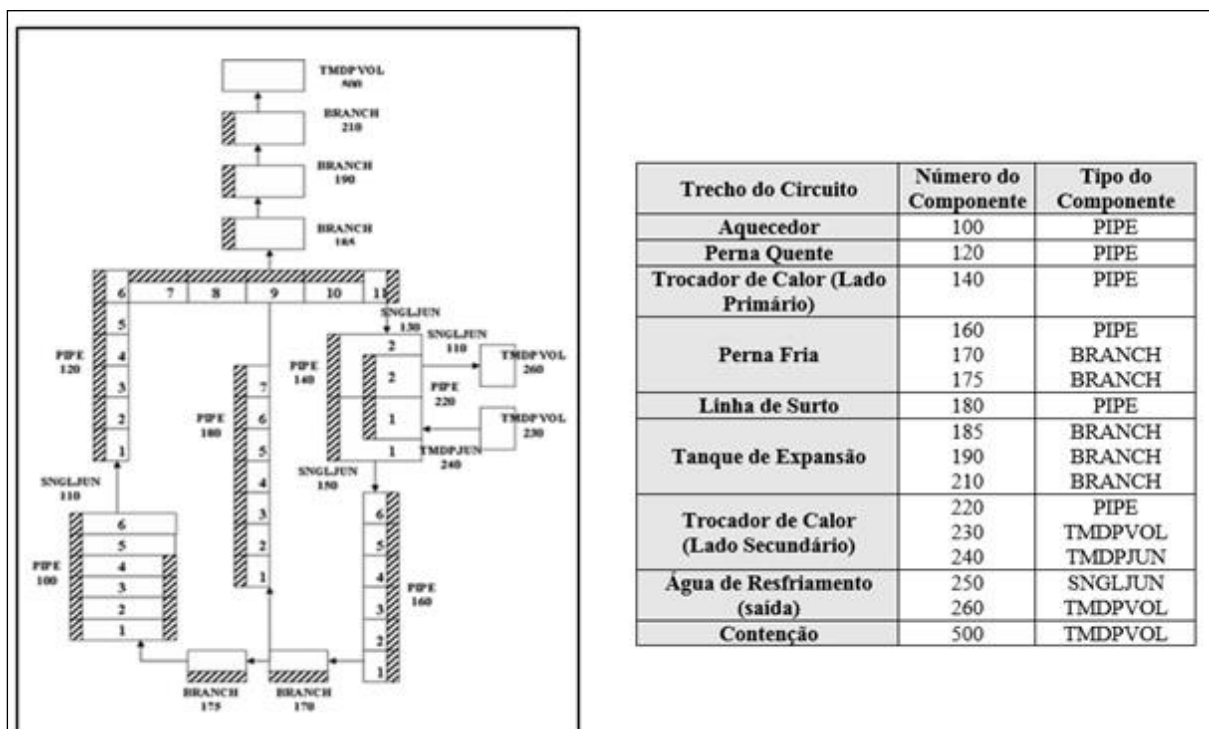 TMDPVOL
500
BRANCH
210
BRANCH
190
BRANCH
6 7 8 9 10 11
5
4
3
2
1
PIPE
120
SNGLJUN
130
SNGLJUN
110
TMDPVOL
260
PIPE
140
2
2
1
1
PIPE
220
TMDPVOL
230
TMDPJUN
240
SNGLJUN
150
7
6
5
4
3
2
1
PIPE
180
SNGLJUN
110
6
5
4
3
2
1
PIPE
100
6
5
4
3
2
1
PIPE
160
BRANCH
175
BRANCH
170
Trecho do Circuito Número do Componente Tipo do Componente
Aquecedor 100 PIPE
Perna Quente 120 PIPE
Trocador de Calor (Lado 140 PIPE
Primário)
160 PIPE
Perna Fria 170 BRANCH
175 BRANCH
Linha de Surto 180 PIPE
185 BRANCH
Tanque de Expansão 190 BRANCH
210 BRANCH
220 PIPE
Trocador de Calor
(Lado Secundário) 230 TMDPVOL
240 TMDPJUN
Água de Resfriamento 250 SNGLJUN
(saída) 260 TMDPVOL
Contenção 500 TMDPVOL